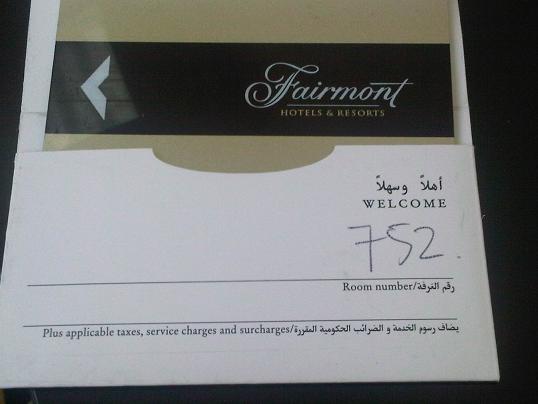 Fairmont
HOTELS & RESORTS
أهلاً وسهلاً
WELCOME
752.
Room number/رقم الغرفة
Plus applicable taxes, service charges and surcharges/يضاف رسوم الخدمة و الضرائب الحكومية المقررة